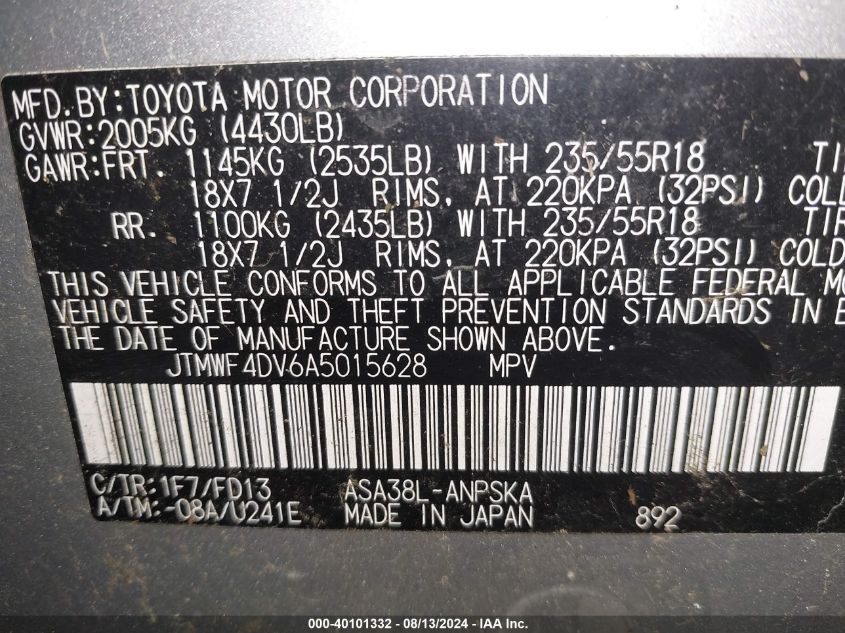 MFD.BY:TOYOTA MOTOR CORPORATION
GVWR:2005KG (4430LB)
GAWR:FRT. 1145KG (2535LB) WITH 235/55R18 TI
18X7 1/2J RIMS, AT 220KPA (32PSI) COLD
RR. 1100KG (2435LB) WITH 235/55R18 TIR
18X7 1/2J RIMS, AT 220KPA (32PSI) COLD
THIS VEHICLE CONFORMS TO ALL APPLICABLE FEDERAL MO
VEHICLE SAFETY AND THEFT PREVENTION STANDARDS IN E
THE DATE OF MANUFACTURE SHOWN ABOVE.
JTMWF4DV6A5015628 MPV
C/TR:1F7/FD13 ASA38L-ANPSKA
A/TM:-08A/U241E MADE IN JAPAN 892
000-40101332 - 08/13/2024 - IAA Inc.